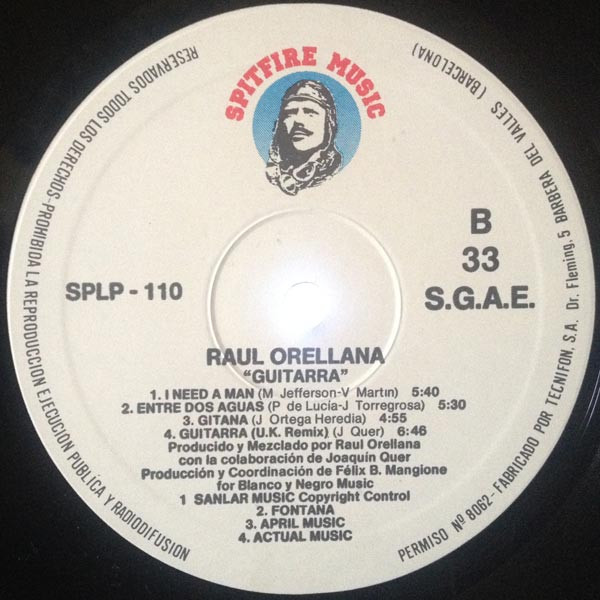 SPITFIRE MUSIC
SPLP - 110
B
33
S.G.A.E.
RAUL ORELLANA
"GUITARRA"
1. I NEED A MAN (M Jefferson-V Martin) 5:40
2. ENTRE DOS AGUAS (P de Lucía-J Torregrosa) 5:30
3. GITANA (J Ortega Heredia) 4:55
4. GUITARRA (U.K. Remix) (J Quer) 6:46
Producido y Mezclado por Raul Orellana
con la colaboración de Joaquín Quer
Producción y Coordinación de Félix B. Mangione
for Blanco y Negro Music
1 SANLAR MUSIC Copyright Control
2. FONTANA
3. APRIL MUSIC
4. ACTUAL MUSIC
RESERVADOS TODOS LOS DERECHOS-PROHIBIDA LA REPRODUCCION EJECUCIÓN PUBLICA Y RADIODIFUSION
PERMISO Nº 8062- FABRICADO POR TECNIFON, S.A. Dr. Fleming, 5 BARBERA DEL VALLES (BARCELONA)